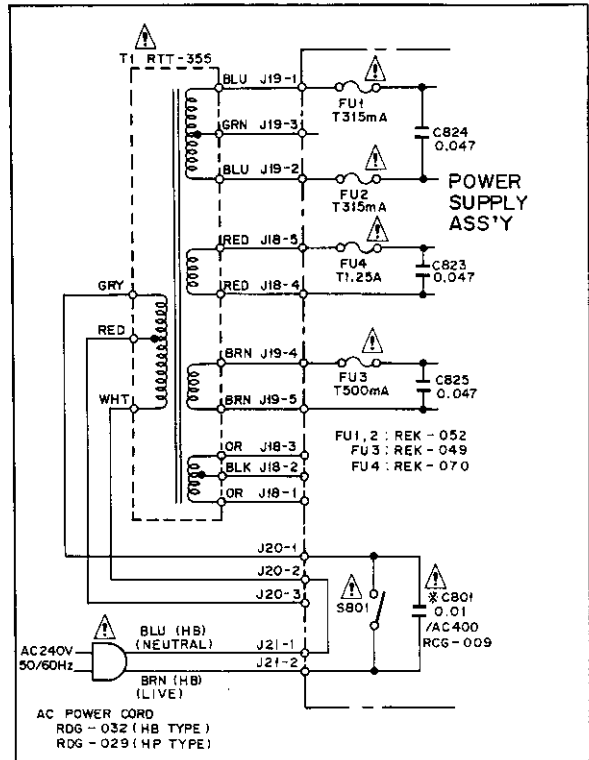 T1 RTT-355
BLU J19-1
FU1
T315mA
GRN J19-3
C824
0.047
BLU J19-2
FU2
T315mA
POWER
SUPPLY
ASS'Y
RED J18-5
FU4
T1.25A
C823
0.047
RED J18-4
GRY
RED
WHT
BRN J19-4
FU3
T500mA
C825
0.047
BRN J19-5
FU1,2 : REK-052
FU3 : REK-049
FU4 : REK-070
OR J18-3
BLK J18-2
OR J18-1
J20-1
J20-2
J20-3
S801
※C801
0.01
/AC400
RCG-009
AC240V
50/60Hz
BLU (HB)
(NEUTRAL)
J21-1
J21-2
BRN (HB)
(LIVE)
AC POWER CORD
RDG-032 (HB TYPE)
RDG-029 (HP TYPE)